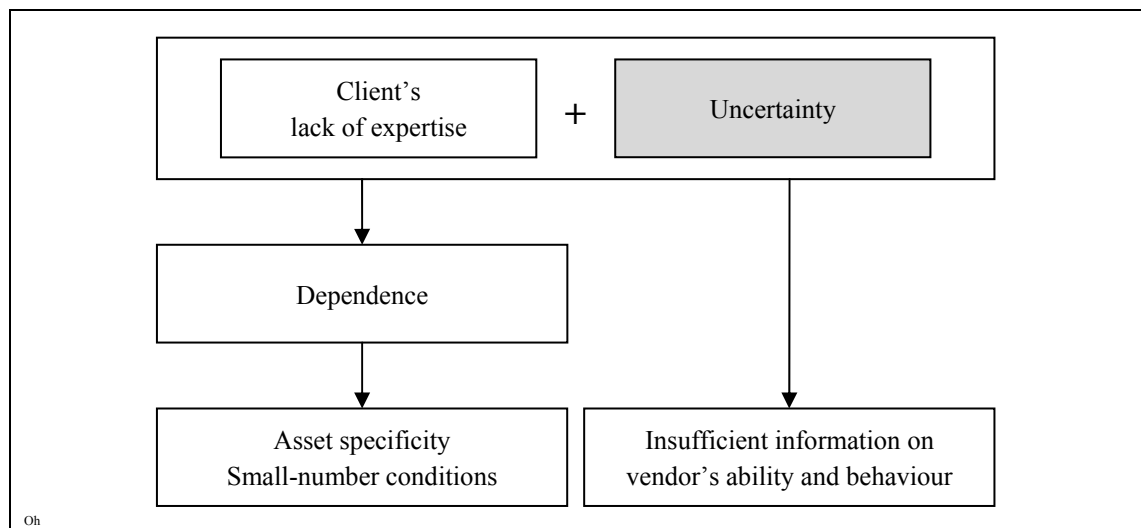 Client’s
lack of expertise
+
Uncertainty
Dependence
Asset specificity
Small-number conditions
Insufficient information on
vendor’s ability and behaviour
Oh